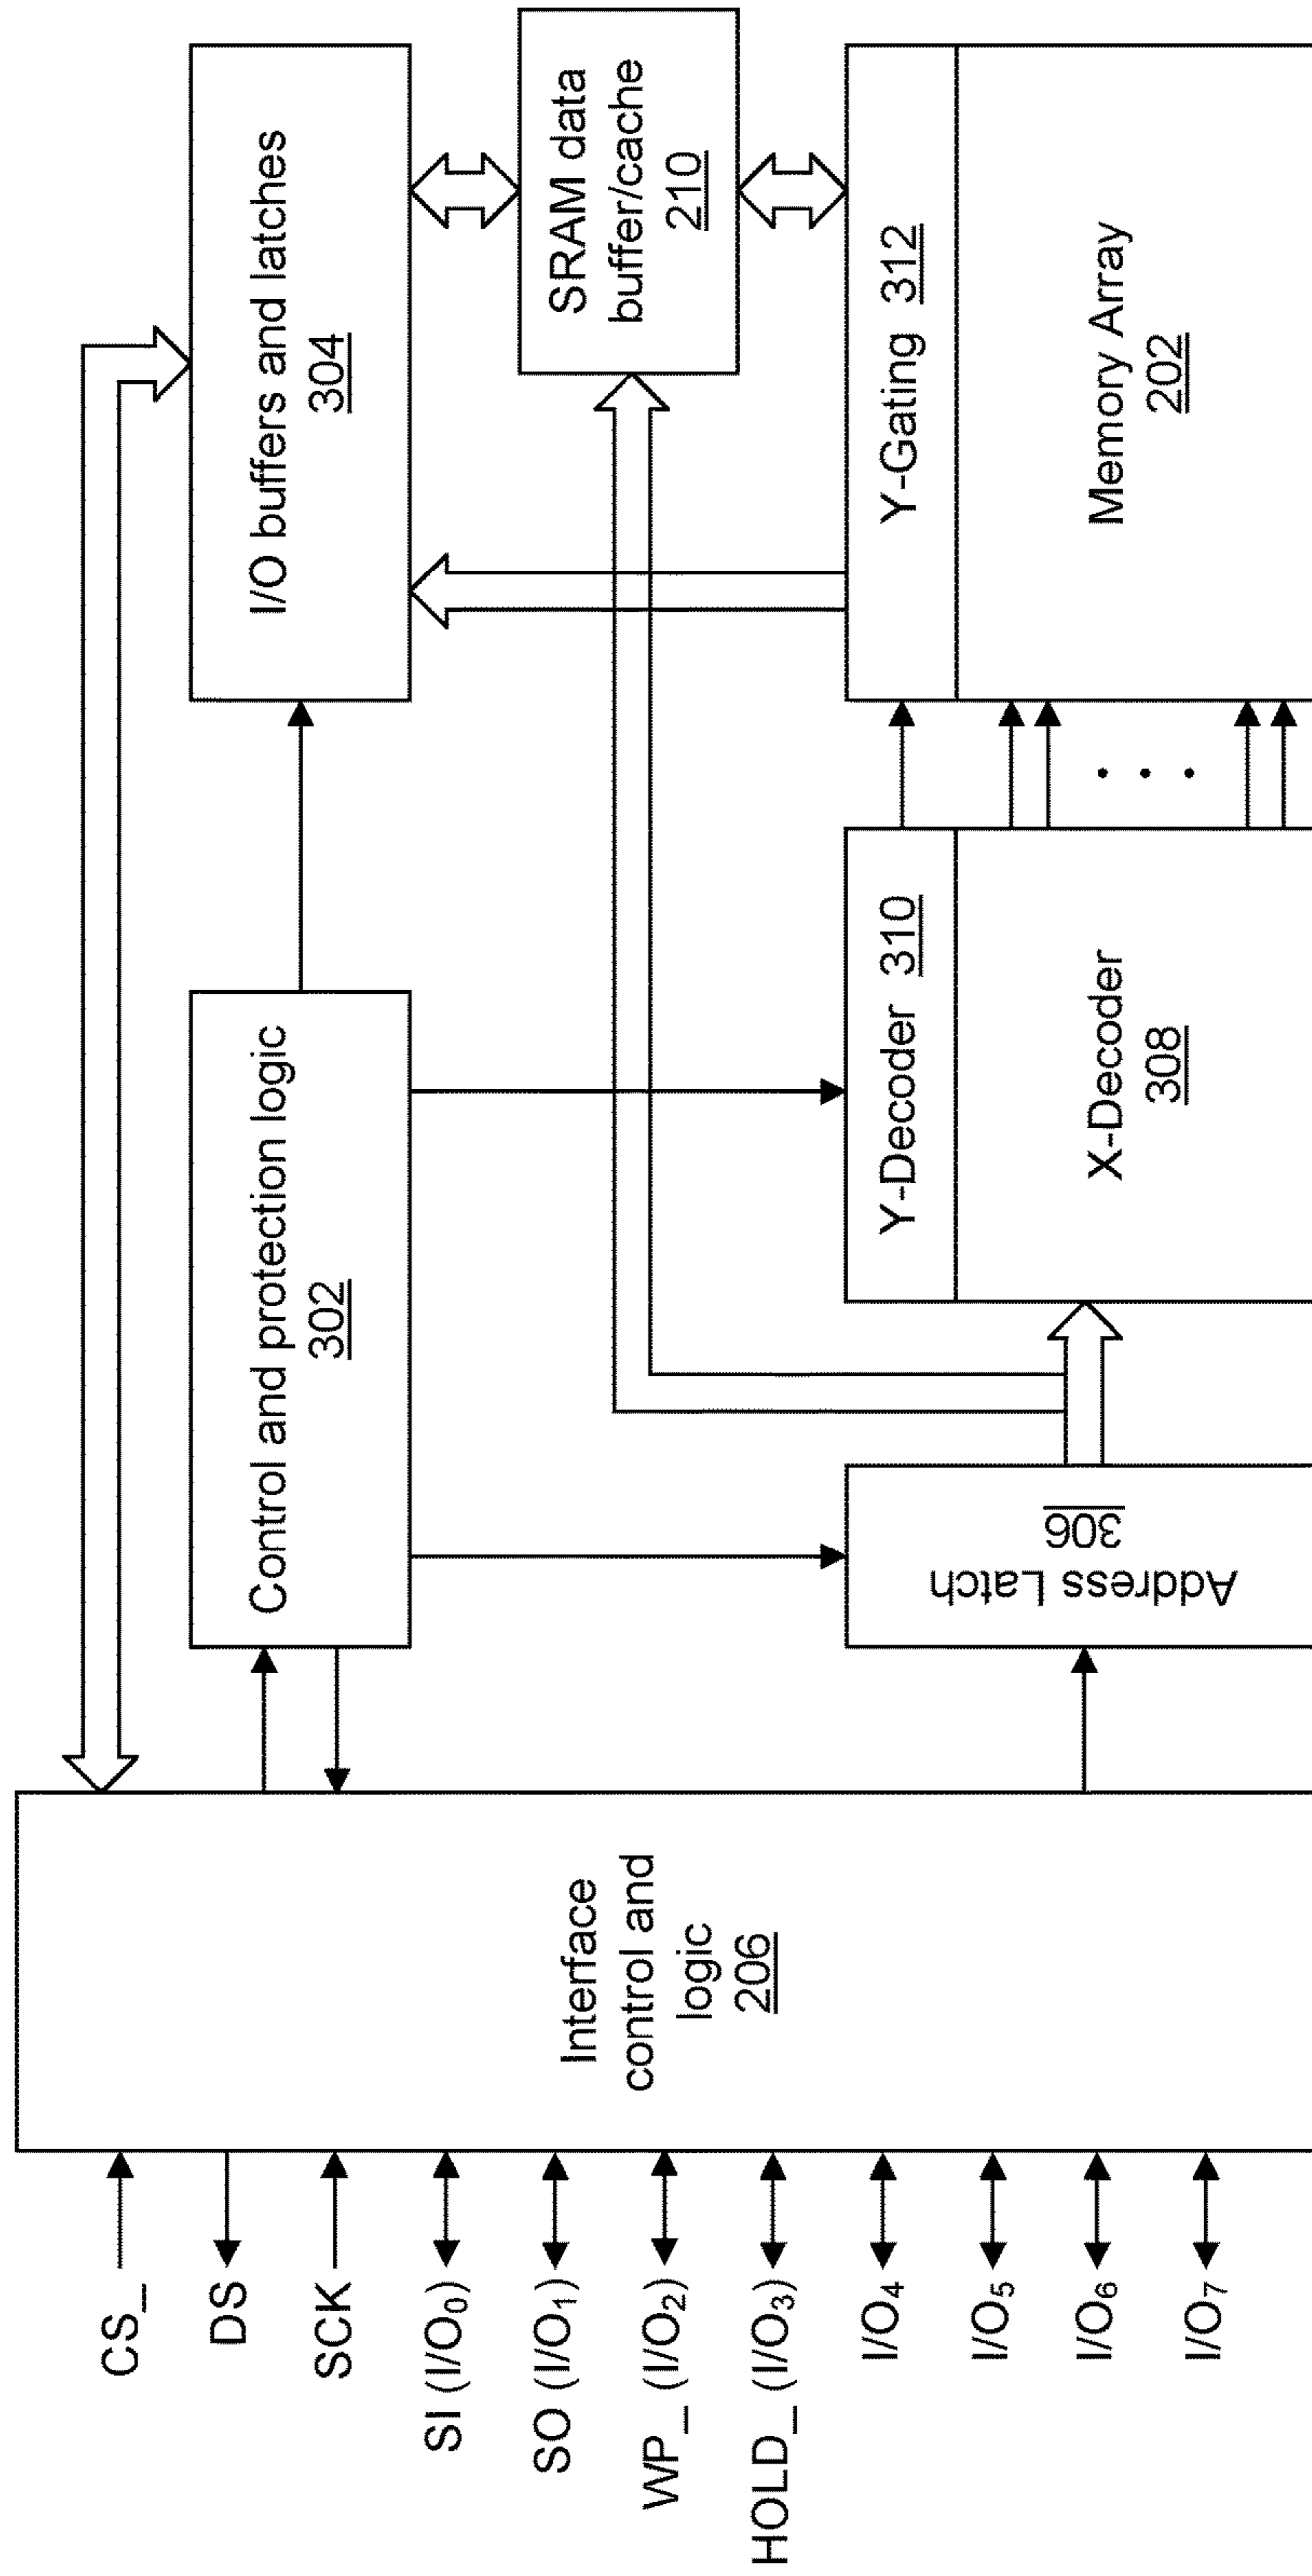 CS_
DS
SCK
SI (I/O₀)
SO (I/O₁)
WP_ (I/O₂)
HOLD_ (I/O₃)
I/O₄
I/O₅
I/O₆
I/O₇
Interface
control and
logic
206
Control and protection logic
302
I/O buffers and latches
304
SRAM data
buffer/cache
210
Address Latch
306
Y-Decoder 310
X-Decoder
308
Y-Gating 312
Memory Array
202